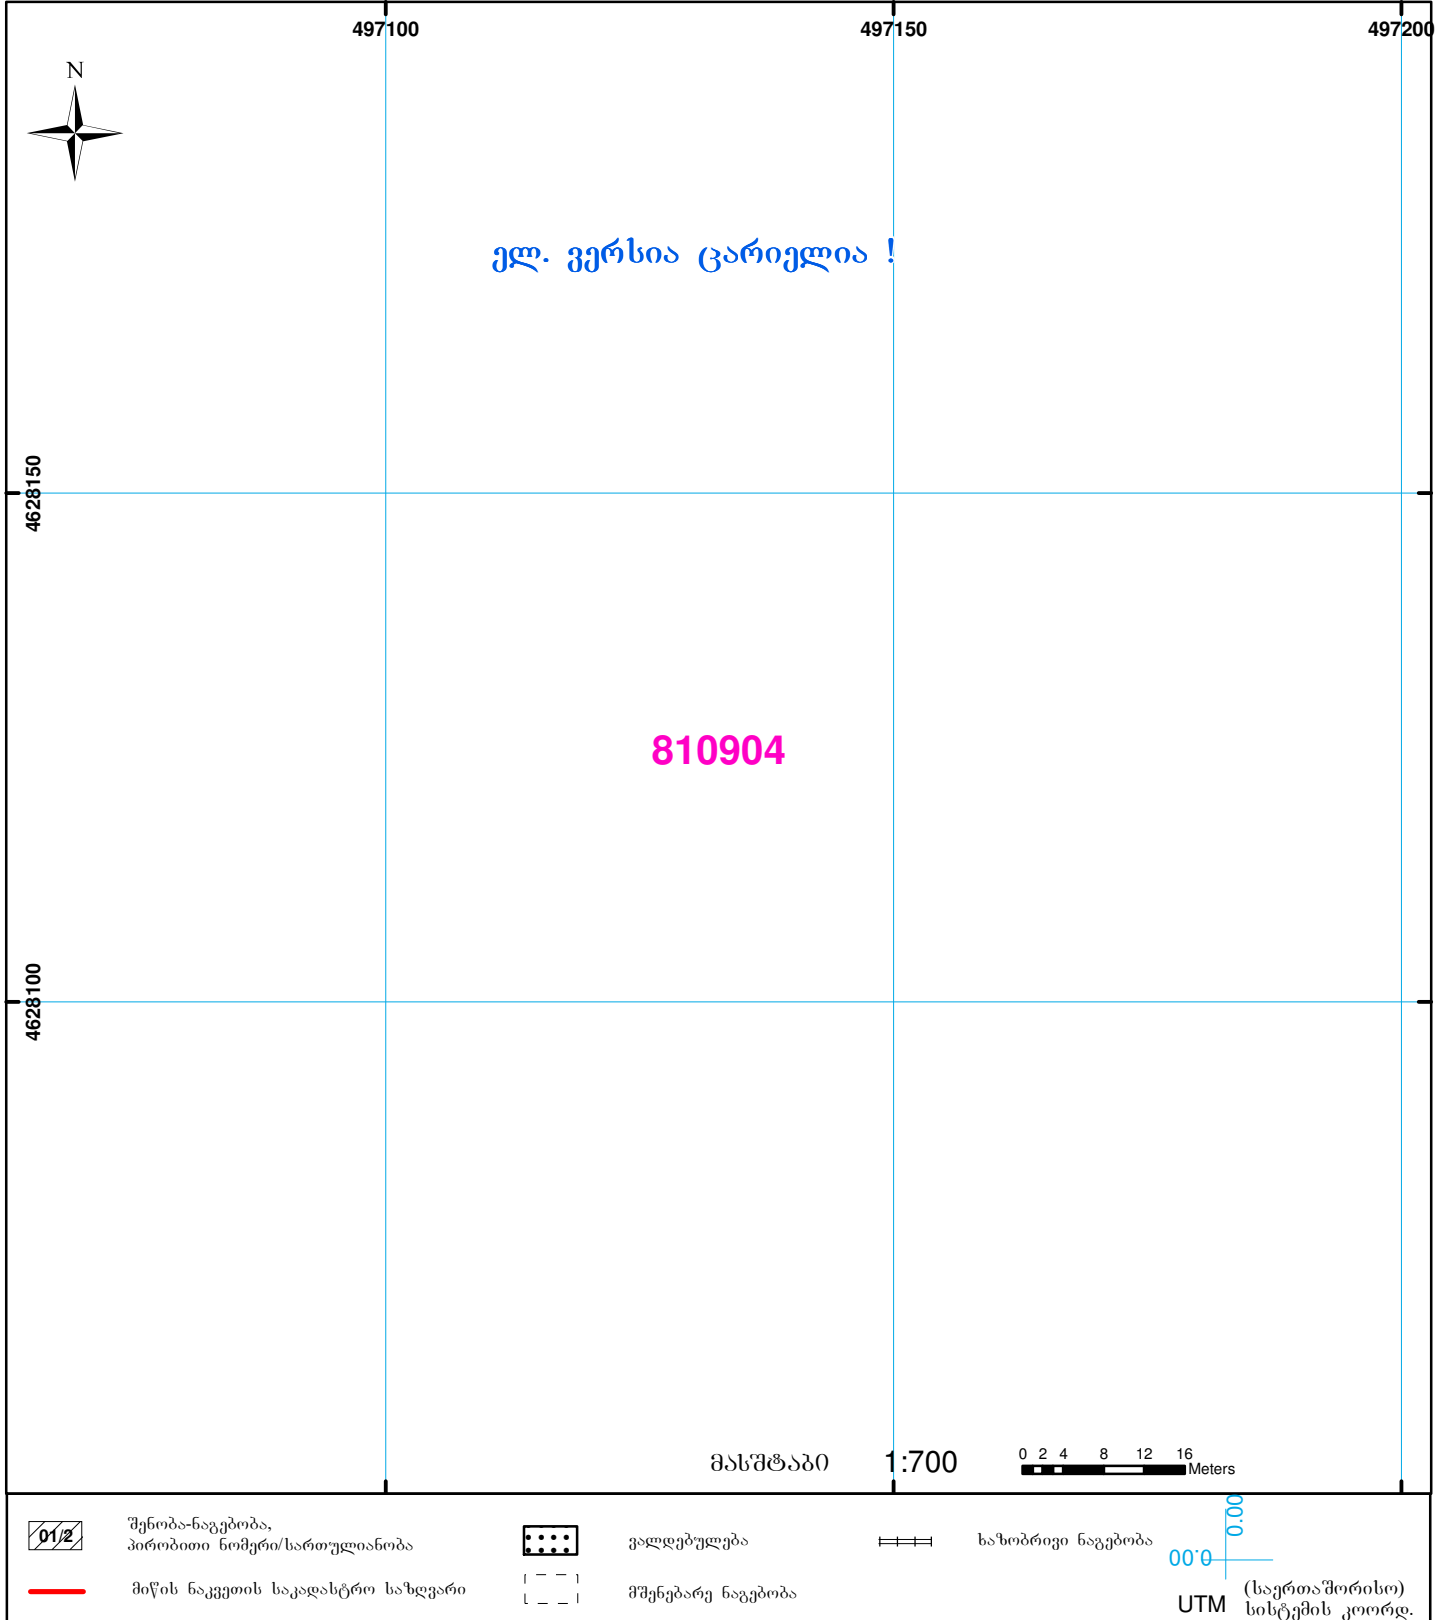 497100 497150 497200
N
ელ. ვერსია ცარიელია !
4628150
810904
4628100
მასშტაბი 1:700
0 2 4 8 12 16
Meters
01/2
შენობა-ნაგებობა,
პირობითი ნომერი/სართულიანობა
ვალდებულება
ხაზობრივი ნაგებობა
0.00
0.00
მიწის ნაკვეთის საკადასტრო საზღვარი
მშენებარე ნაგებობა
UTM
(საერთაშორისო)
სისტემის კოორდ.